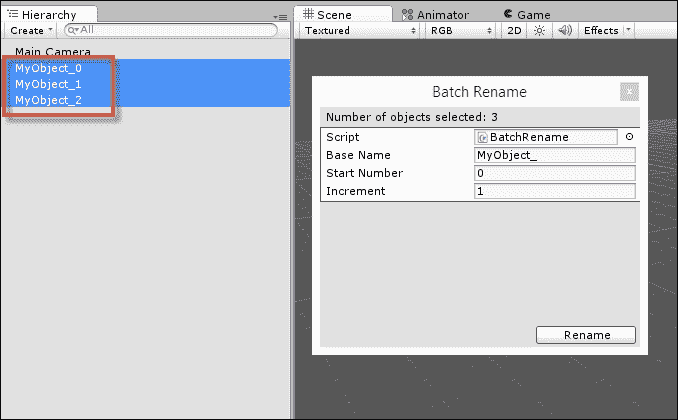 Hierarchy
Create All
Main Camera
MyObject_0
MyObject_1
MyObject_2
Scene Animator Game
Textured RGB 2D Effects
Batch Rename
x
Number of objects selected: 3
Script BatchRename
Base Name MyObject_
Start Number 0
Increment 1
Rename